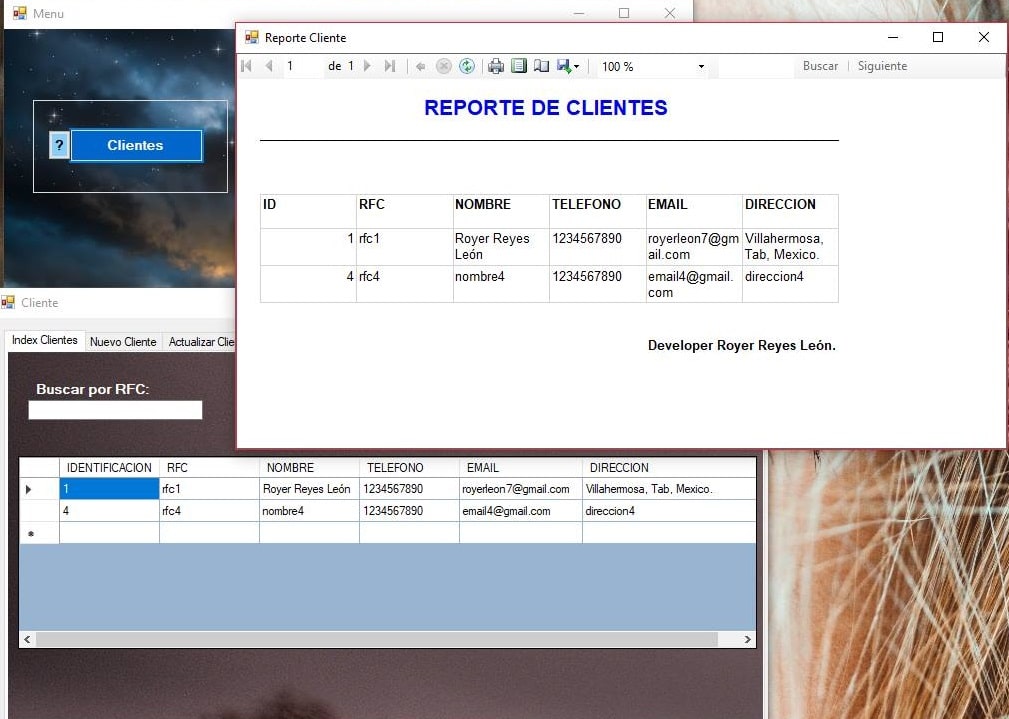 Menu
? Clientes
Reporte Cliente
1 de 1 100 % Buscar Siguiente
REPORTE DE CLIENTES
ID RFC NOMBRE TELEFONO EMAIL DIRECCION
1 rfc1 Royer Reyes León 1234567890 royerleon7@gmail.com Villahermosa, Tab, Mexico.
4 rfc4 nombre4 1234567890 email4@gmail.com direccion4
Developer Royer Reyes León.
Cliente
Index Clientes Nuevo Cliente Actualizar Clie
Buscar por RFC:
IDENTIFICACION RFC NOMBRE TELEFONO EMAIL DIRECCION
1 rfc1 Royer Reyes León 1234567890 royerleon7@gmail.com Villahermosa, Tab, Mexico.
4 rfc4 nombre4 1234567890 email4@gmail.com direccion4